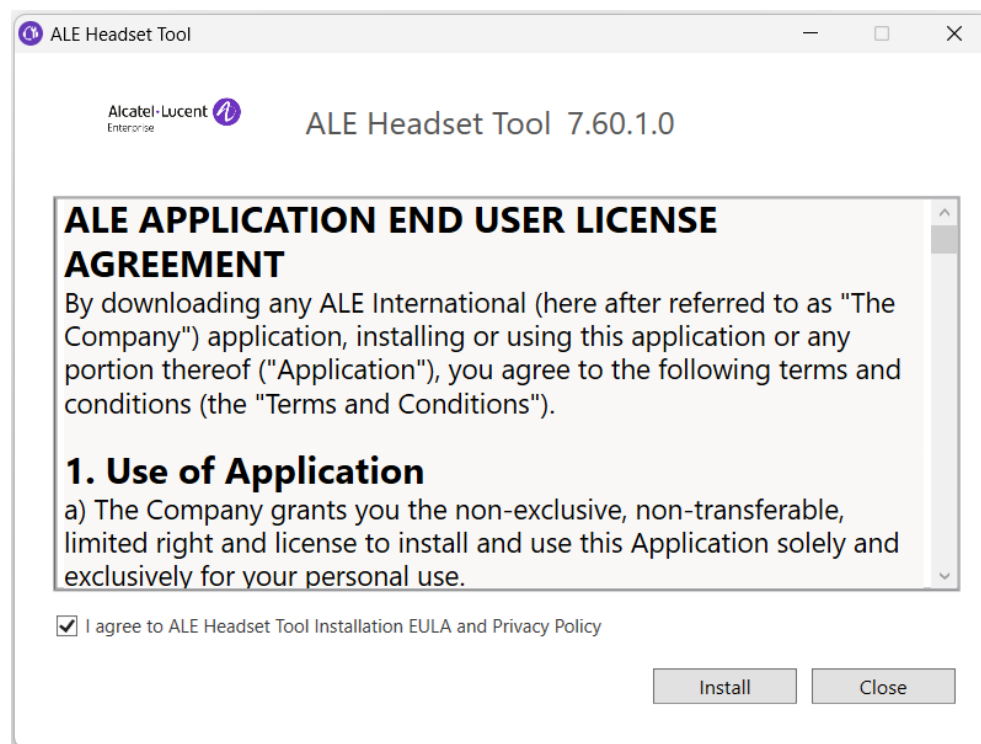 ALE Headset Tool
Alcatel·Lucent
Enterprise
ALE Headset Tool 7.60.1.0
ALE APPLICATION END USER LICENSE
AGREEMENT
By downloading any ALE International (here after referred to as "The
Company") application, installing or using this application or any
portion thereof ("Application"), you agree to the following terms and
conditions (the "Terms and Conditions").
1. Use of Application
a) The Company grants you the non-exclusive, non-transferable,
limited right and license to install and use this Application solely and
exclusively for your personal use.
I agree to ALE Headset Tool Installation EULA and Privacy Policy
Install
Close